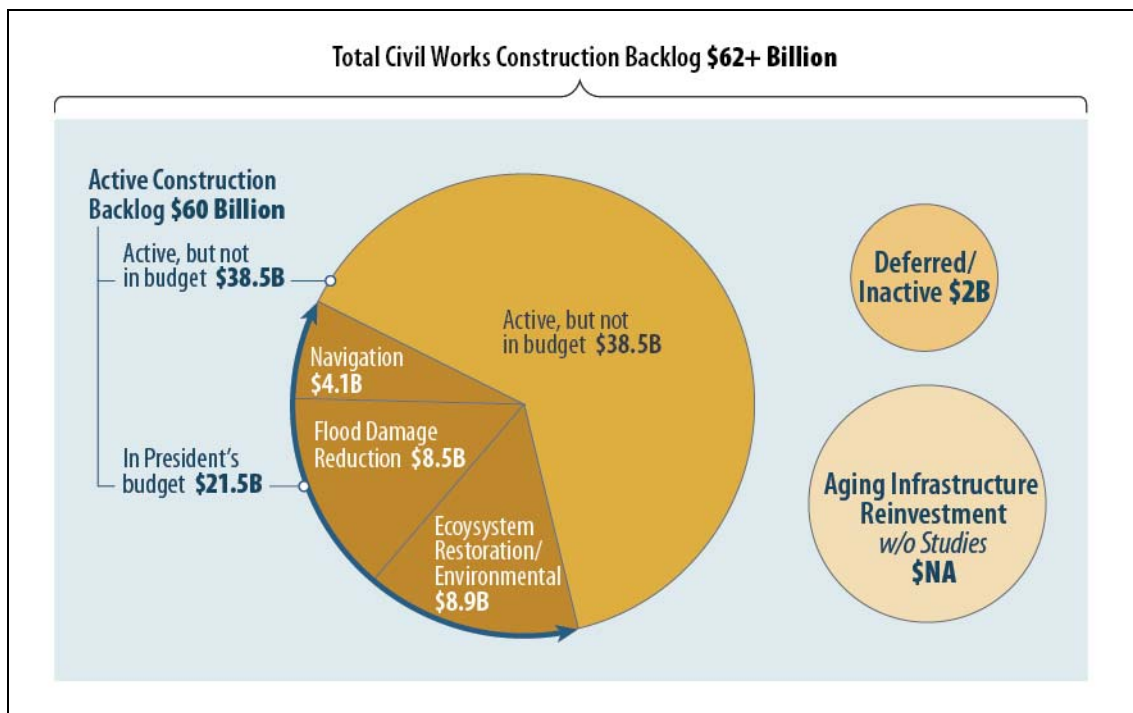 Total Civil Works Construction Backlog $62+ Billion
Active Construction
Backlog $60 Billion
Active, but not
in budget $38.5B
In President's
budget $21.5B
Active, but not
in budget $38.5B
Navigation
$4.1B
Flood Damage
Reduction $8.5B
Ecoysystem
Restoration/
Environmental
$8.9B
Deferred/
Inactive $2B
Aging Infrastructure
Reinvestment
w/o Studies
$NA